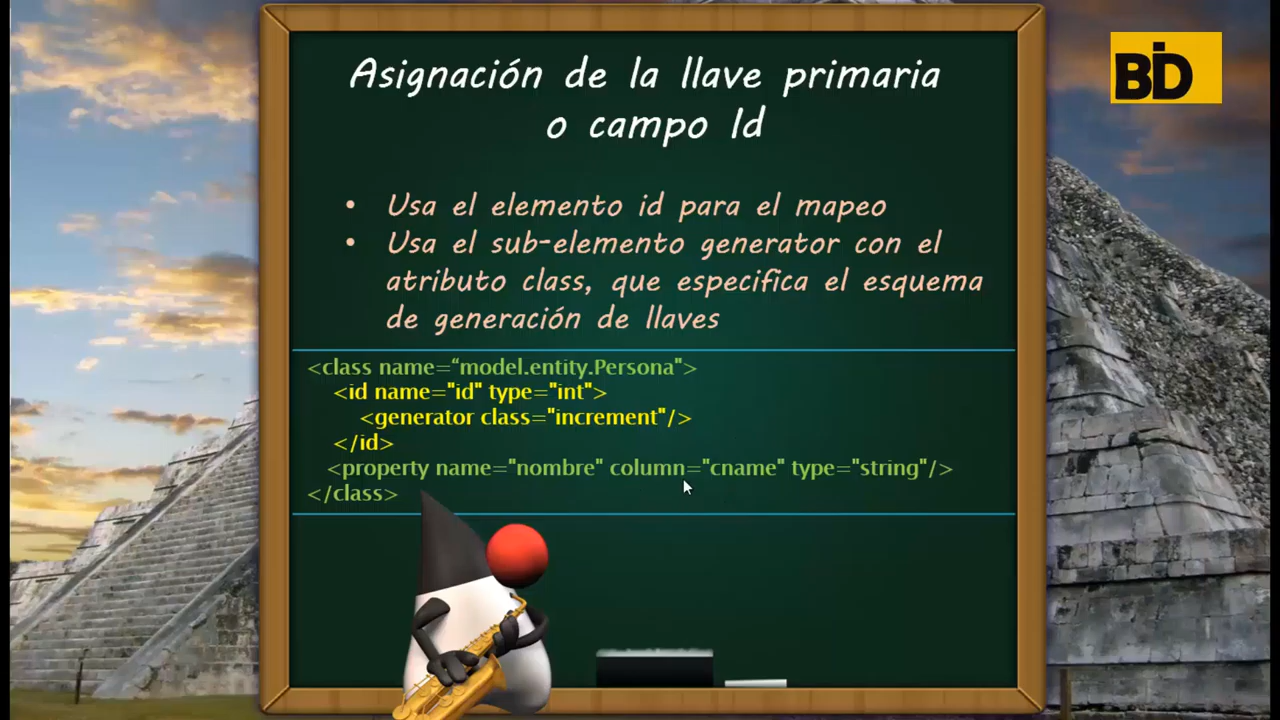 Asignación de la llave primaria
o campo Id
BID
• Usa el elemento id para el mapeo
• Usa el sub-elemento generator con el
atributo class, que especifica el esquema
de generación de llaves
<class name=“model.entity.Persona">
<id name="id" type="int">
<generator class="increment"/>
</id>
<property name="nombre" column="cname" type="string"/>
</class>